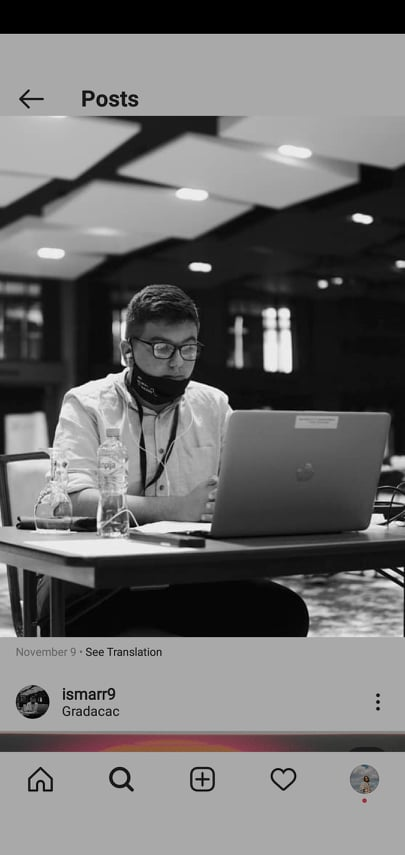 Posts
November 9 • See Translation
ismarr9
Gradacac